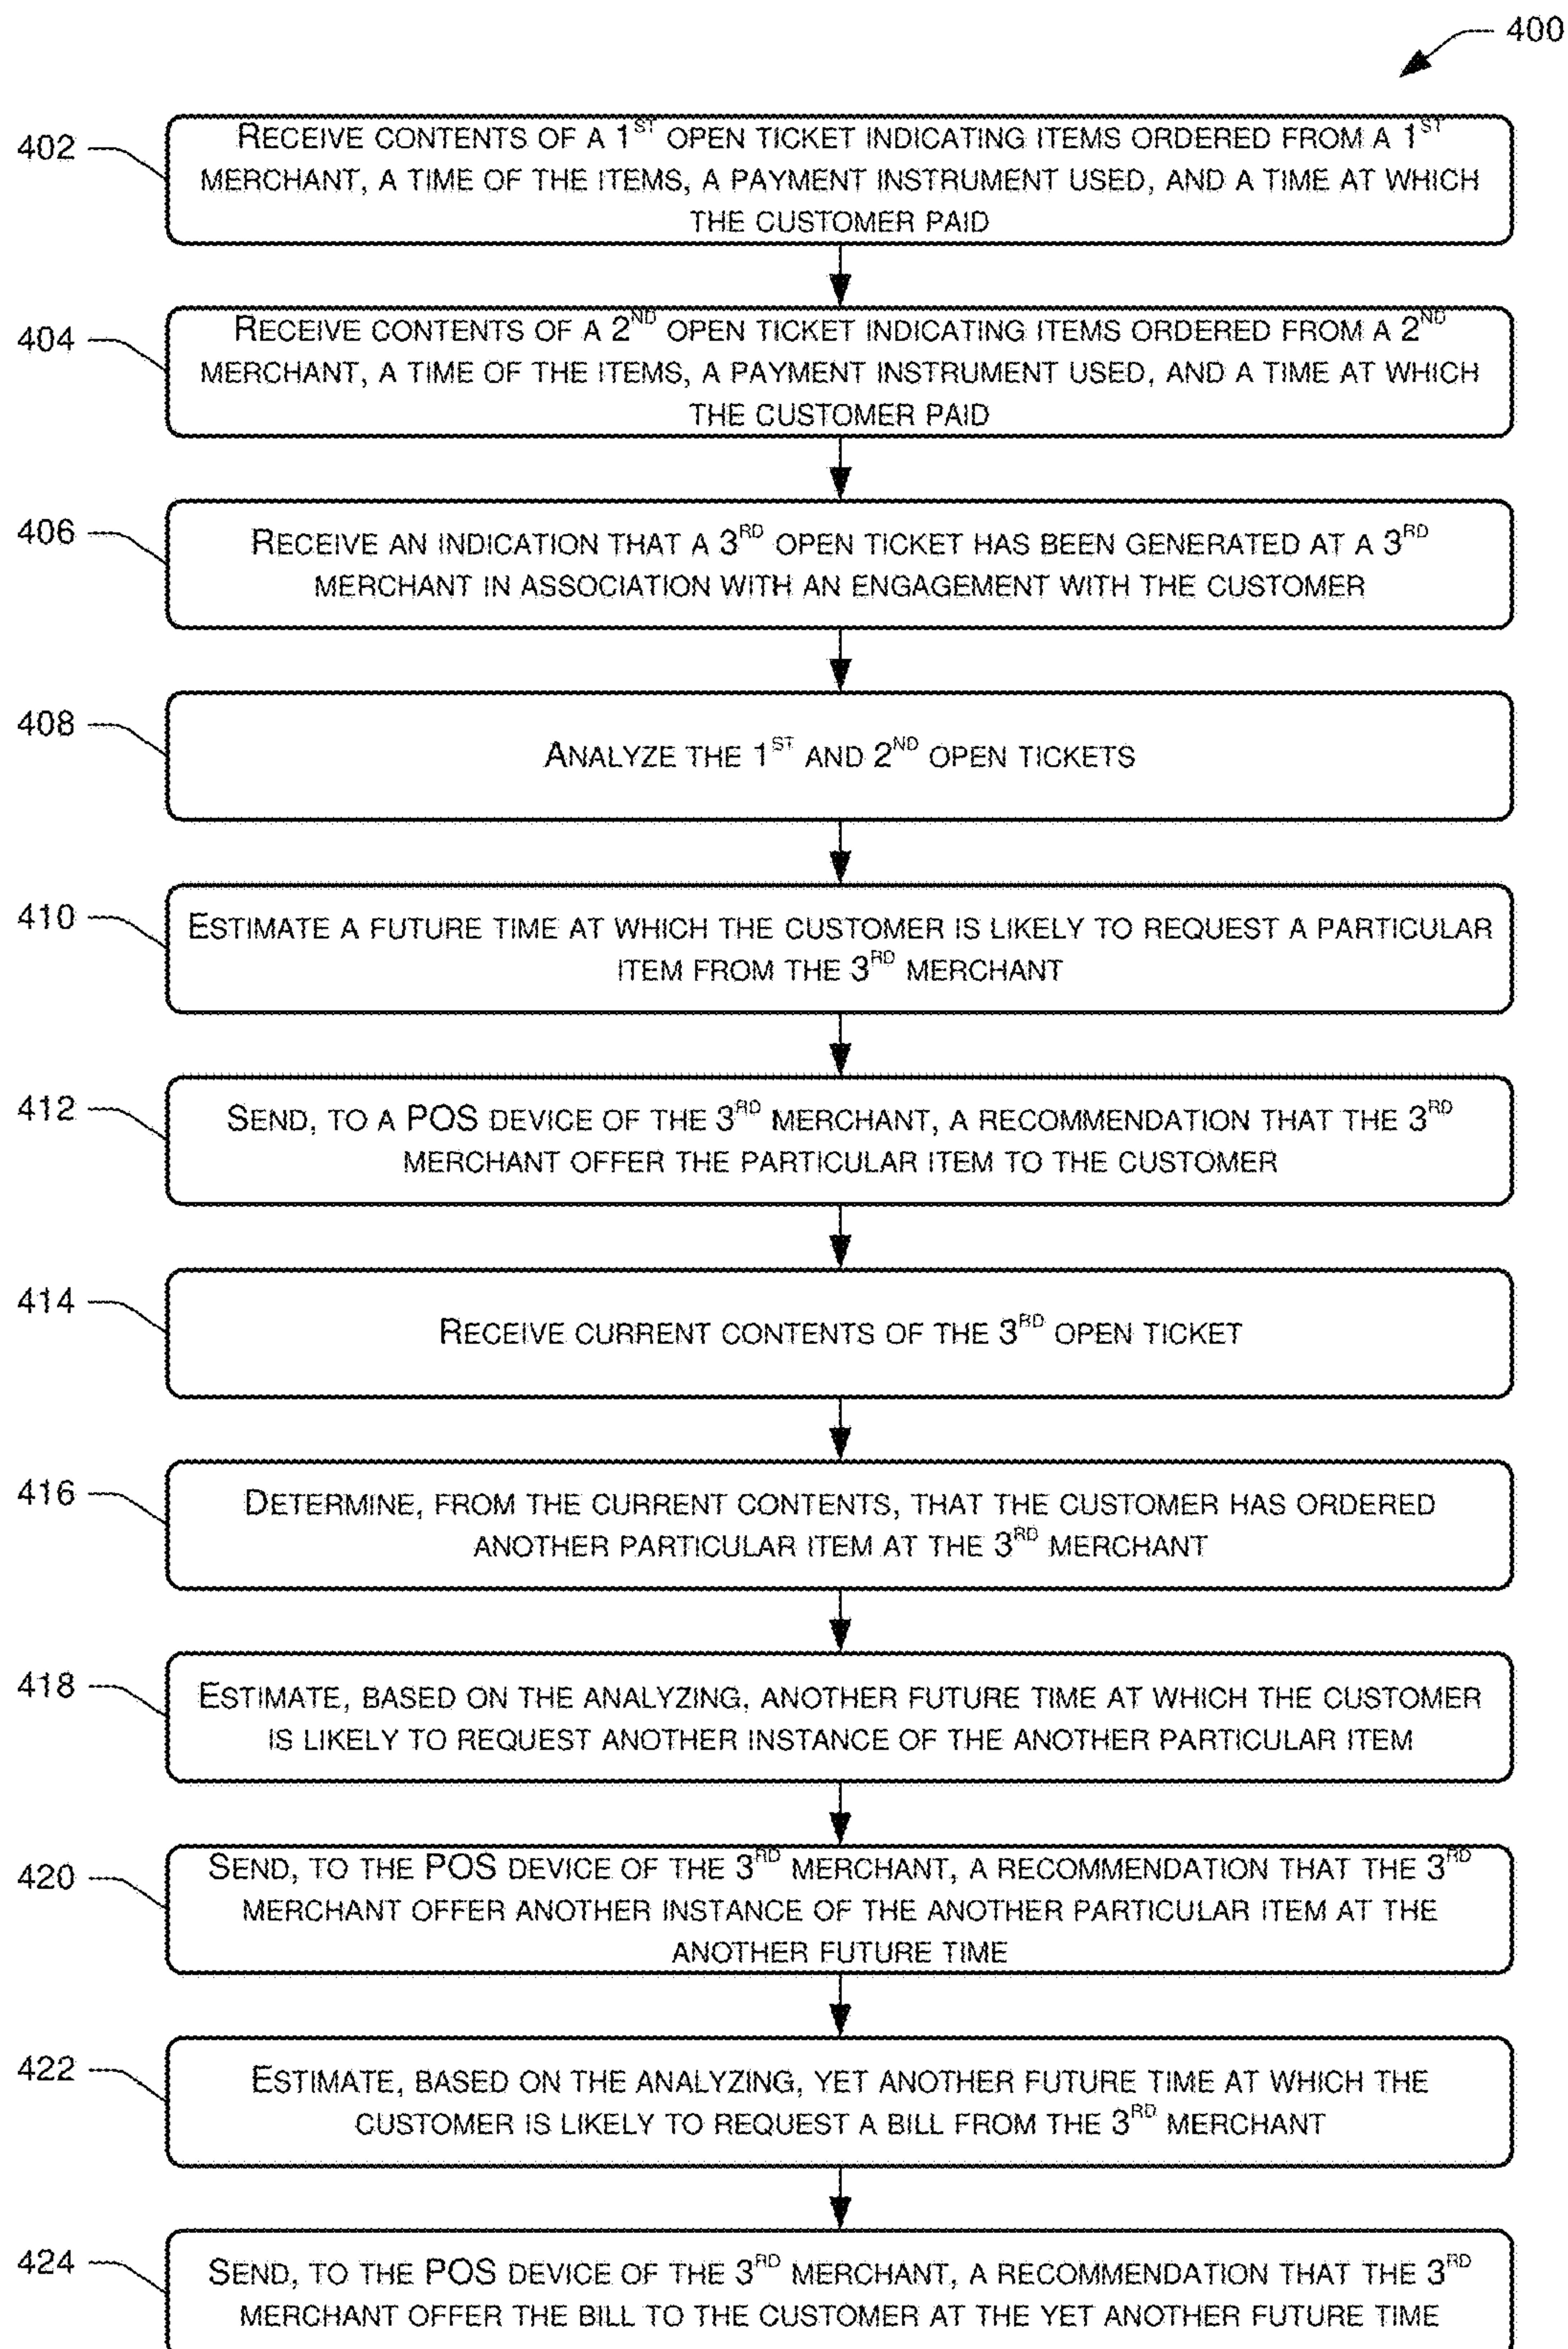 400
402
RECEIVE CONTENTS OF A 1ST OPEN TICKET INDICATING ITEMS ORDERED FROM A 1ST
MERCHANT, A TIME OF THE ITEMS, A PAYMENT INSTRUMENT USED, AND A TIME AT WHICH
THE CUSTOMER PAID
404
RECEIVE CONTENTS OF A 2ND OPEN TICKET INDICATING ITEMS ORDERED FROM A 2ND
MERCHANT, A TIME OF THE ITEMS, A PAYMENT INSTRUMENT USED, AND A TIME AT WHICH
THE CUSTOMER PAID
406
RECEIVE AN INDICATION THAT A 3RD OPEN TICKET HAS BEEN GENERATED AT A 3RD
MERCHANT IN ASSOCIATION WITH AN ENGAGEMENT WITH THE CUSTOMER
408
ANALYZE THE 1ST AND 2ND OPEN TICKETS
410
ESTIMATE A FUTURE TIME AT WHICH THE CUSTOMER IS LIKELY TO REQUEST A PARTICULAR
ITEM FROM THE 3RD MERCHANT
412
SEND, TO A POS DEVICE OF THE 3RD MERCHANT, A RECOMMENDATION THAT THE 3RD
MERCHANT OFFER THE PARTICULAR ITEM TO THE CUSTOMER
414
RECEIVE CURRENT CONTENTS OF THE 3RD OPEN TICKET
416
DETERMINE, FROM THE CURRENT CONTENTS, THAT THE CUSTOMER HAS ORDERED
ANOTHER PARTICULAR ITEM AT THE 3RD MERCHANT
418
ESTIMATE, BASED ON THE ANALYZING, ANOTHER FUTURE TIME AT WHICH THE CUSTOMER
IS LIKELY TO REQUEST ANOTHER INSTANCE OF THE ANOTHER PARTICULAR ITEM
420
SEND, TO THE POS DEVICE OF THE 3RD MERCHANT, A RECOMMENDATION THAT THE 3RD
MERCHANT OFFER ANOTHER INSTANCE OF THE ANOTHER PARTICULAR ITEM AT THE
ANOTHER FUTURE TIME
422
ESTIMATE, BASED ON THE ANALYZING, YET ANOTHER FUTURE TIME AT WHICH THE
CUSTOMER IS LIKELY TO REQUEST A BILL FROM THE 3RD MERCHANT
424
SEND, TO THE POS DEVICE OF THE 3RD MERCHANT, A RECOMMENDATION THAT THE 3RD
MERCHANT OFFER THE BILL TO THE CUSTOMER AT THE YET ANOTHER FUTURE TIME